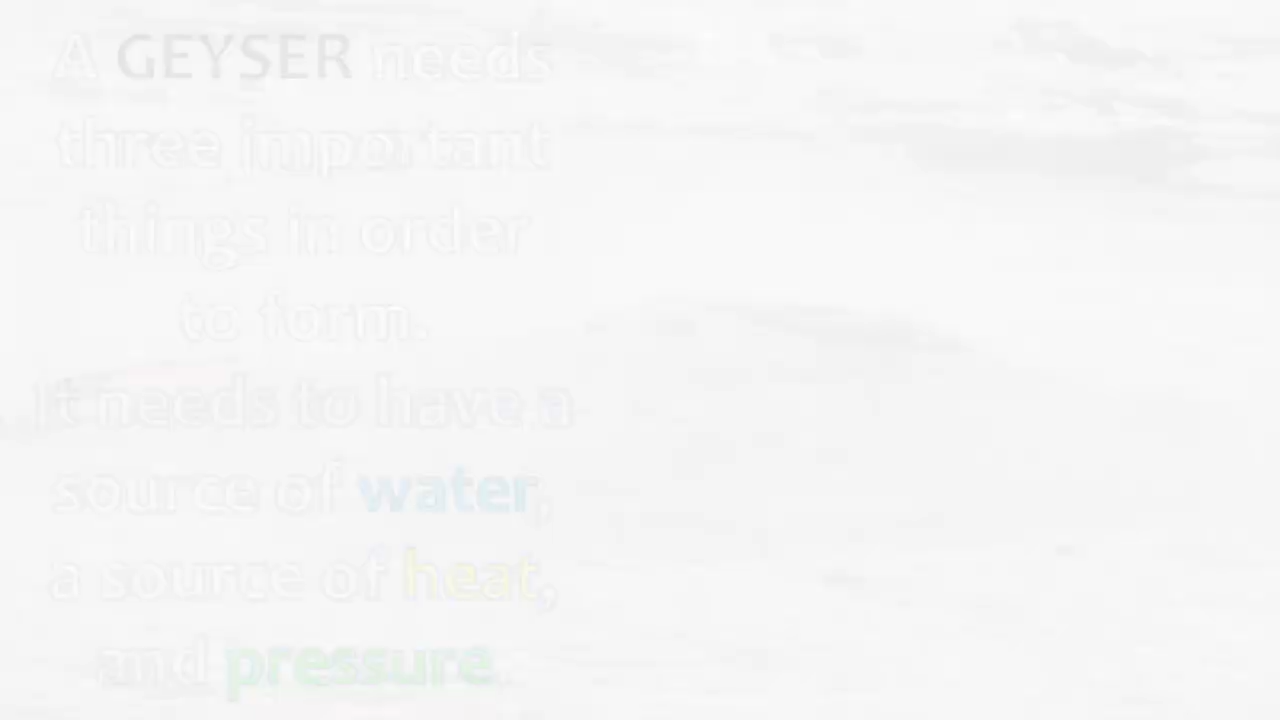 A GEYSER needs
three important
things in order
to form.
It needs to have a
source of water,
a source of heat,
and pressure.